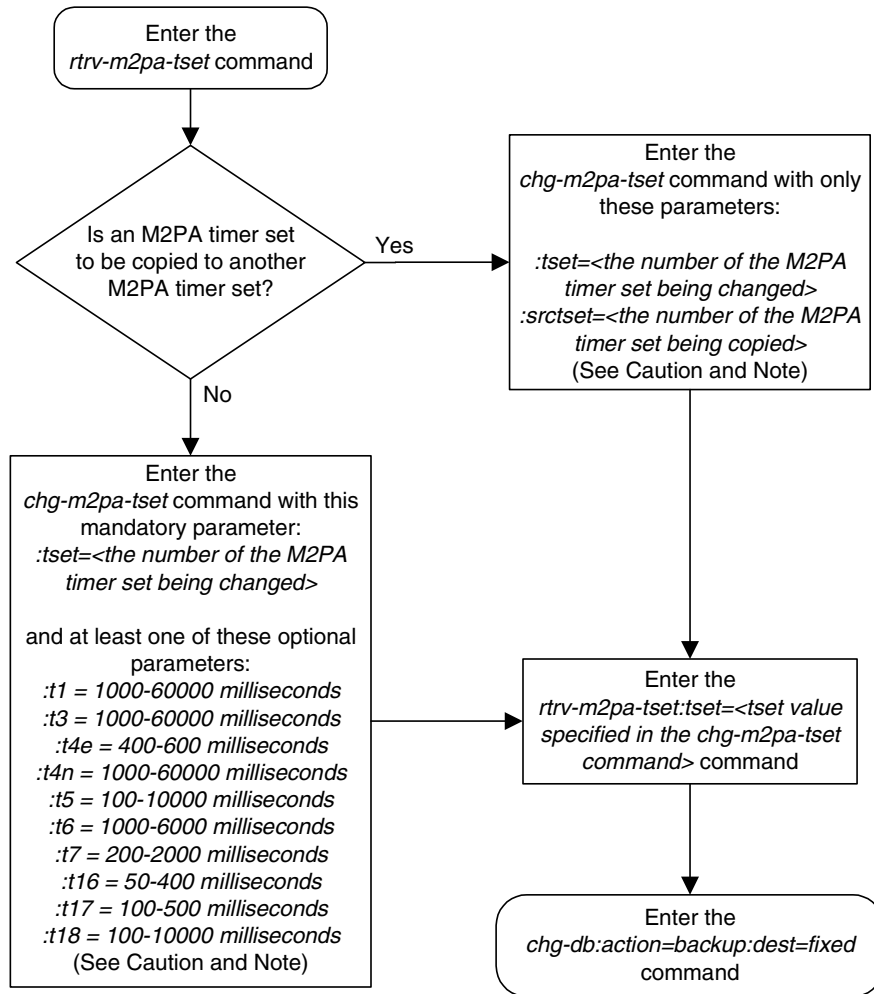 Enter the
rtrv-m2pa-tset command
Is an M2PA timer set
to be copied to another
M2PA timer set?
Yes
Enter the
chg-m2pa-tset command with only
these parameters:
:tset=<the number of the M2PA
timer set being changed>
:srctset=<the number of the M2PA
timer set being copied>
(See Caution and Note)
No
Enter the
chg-m2pa-tset command with this
mandatory parameter:
:tset=<the number of the M2PA
timer set being changed>
and at least one of these optional
parameters:
:t1 = 1000-60000 milliseconds
:t3 = 1000-60000 milliseconds
:t4e = 400-600 milliseconds
:t4n = 1000-60000 milliseconds
:t5 = 100-10000 milliseconds
:t6 = 1000-6000 milliseconds
:t7 = 200-2000 milliseconds
:t16 = 50-400 milliseconds
:t17 = 100-500 milliseconds
:t18 = 100-10000 milliseconds
(See Caution and Note)
Enter the
rtrv-m2pa-tset:tset=<tset value
specified in the chg-m2pa-tset
command> command
Enter the
chg-db:action=backup:dest=fixed
command